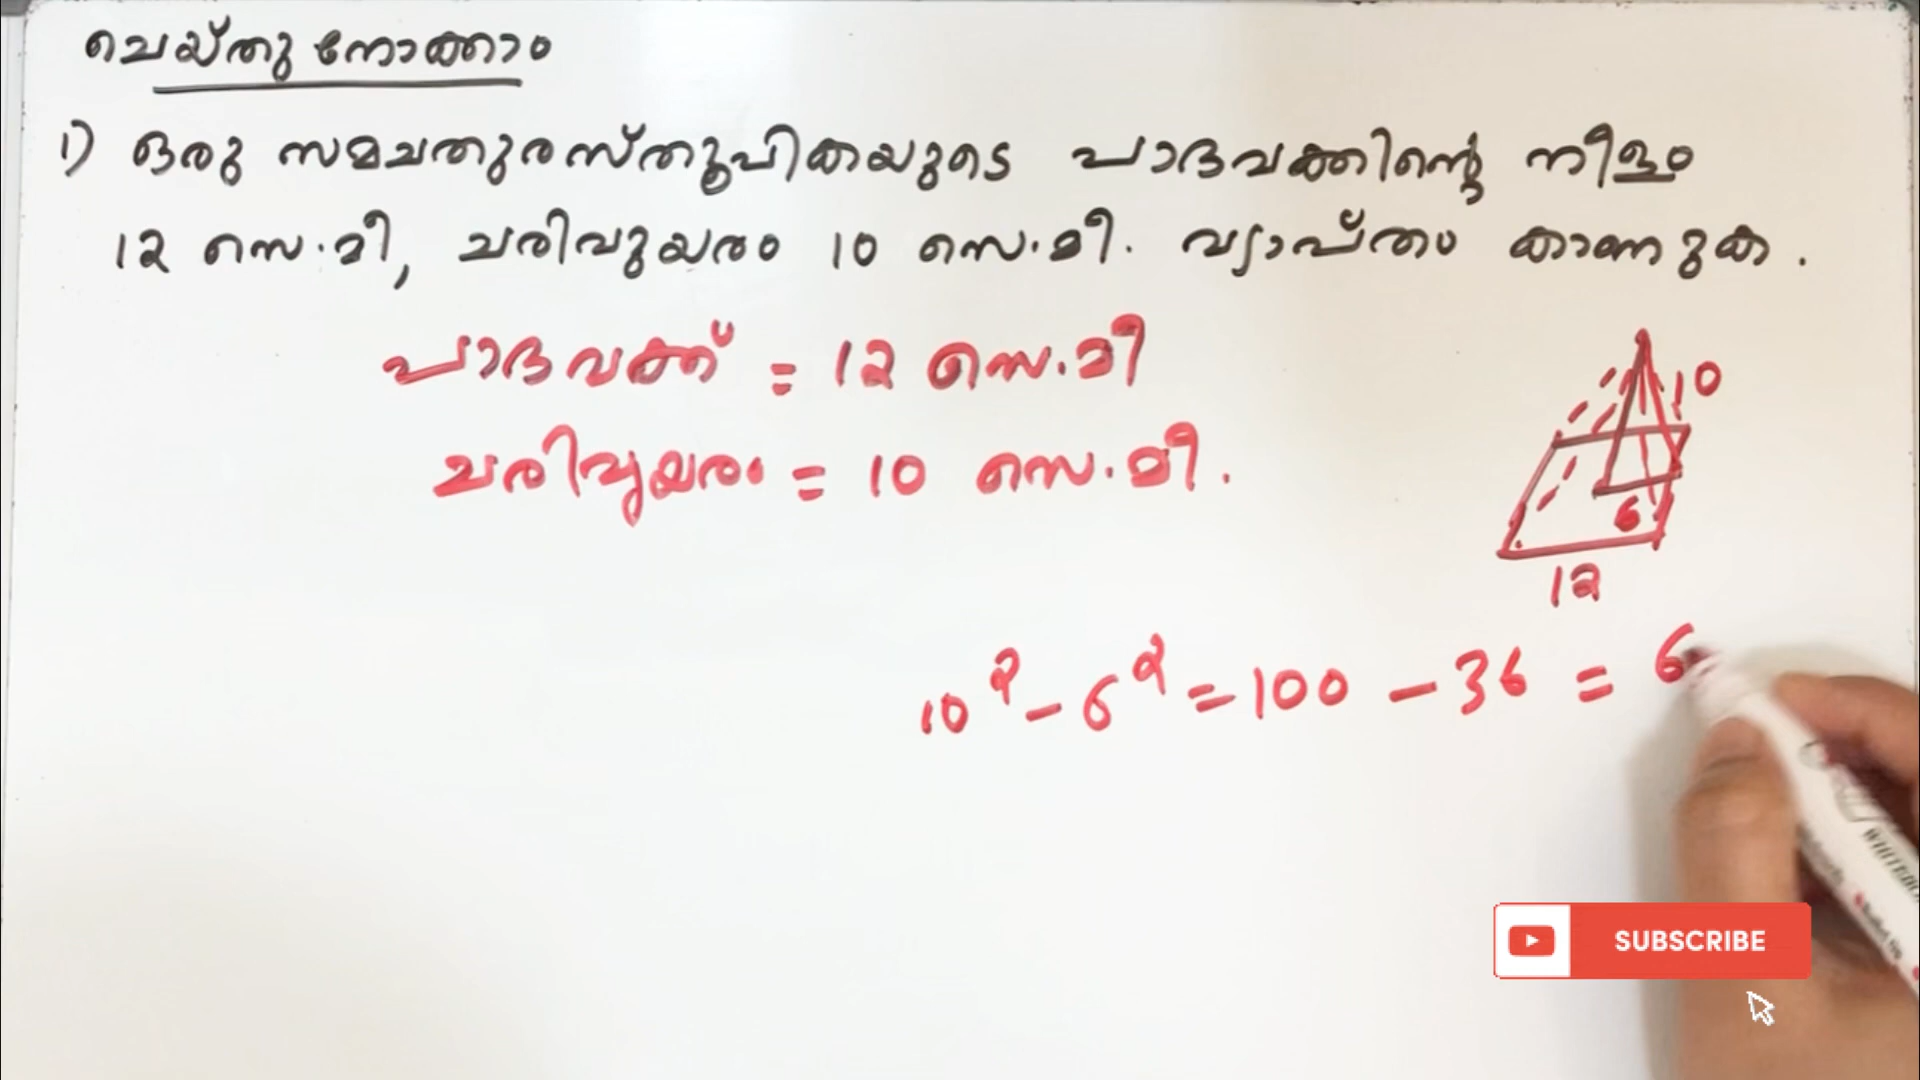 ചെയ്തു നോക്കാം
1) ഒരു സമചതുരസ്തൂപികയുടെ പാദവക്കിന്റെ നീളം
12 സെ.മീ, ചരിവുയരം 10 സെ.മീ. വ്യാപ്തം കാണുക.
പാദവക്ക് = 12 സെ.മീ
ചരിവുയരം = 10 സെ.മീ.
10
6
12
10² - 6² = 100 - 36 = 6
SUBSCRIBE